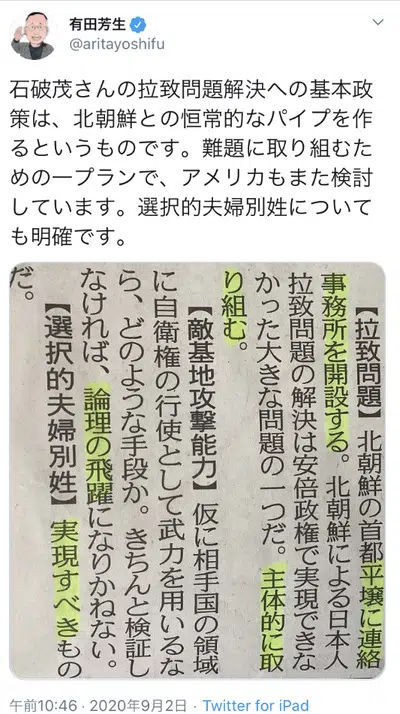 有田芳生
@aritayoshifu
石破茂さんの拉致問題解決への基本政
策は、北朝鮮との恒常的なパイプを作
るというものです。難題に取り組むた
めの一プランで、アメリカもまた検討
しています。選択的夫婦別姓について
も明確です。
【拉致問題】北朝鮮の首都平壌に連絡
事務所を開設する。北朝鮮による日本人
拉致問題の解決は安倍政権で実現できな
かった大きな問題の一つだ。主体的に取
り組む。
【敵基地攻撃能力】仮に相手国の領域
に自衛権の行使として武力を用いるな
ら、どのような手段か。きちんと検証し
なければ、論理の飛躍になりかねない。
【選択的夫婦別姓】実現すべきもの
だ。
午前10:46 · 2020年9月2日 · Twitter for iPad